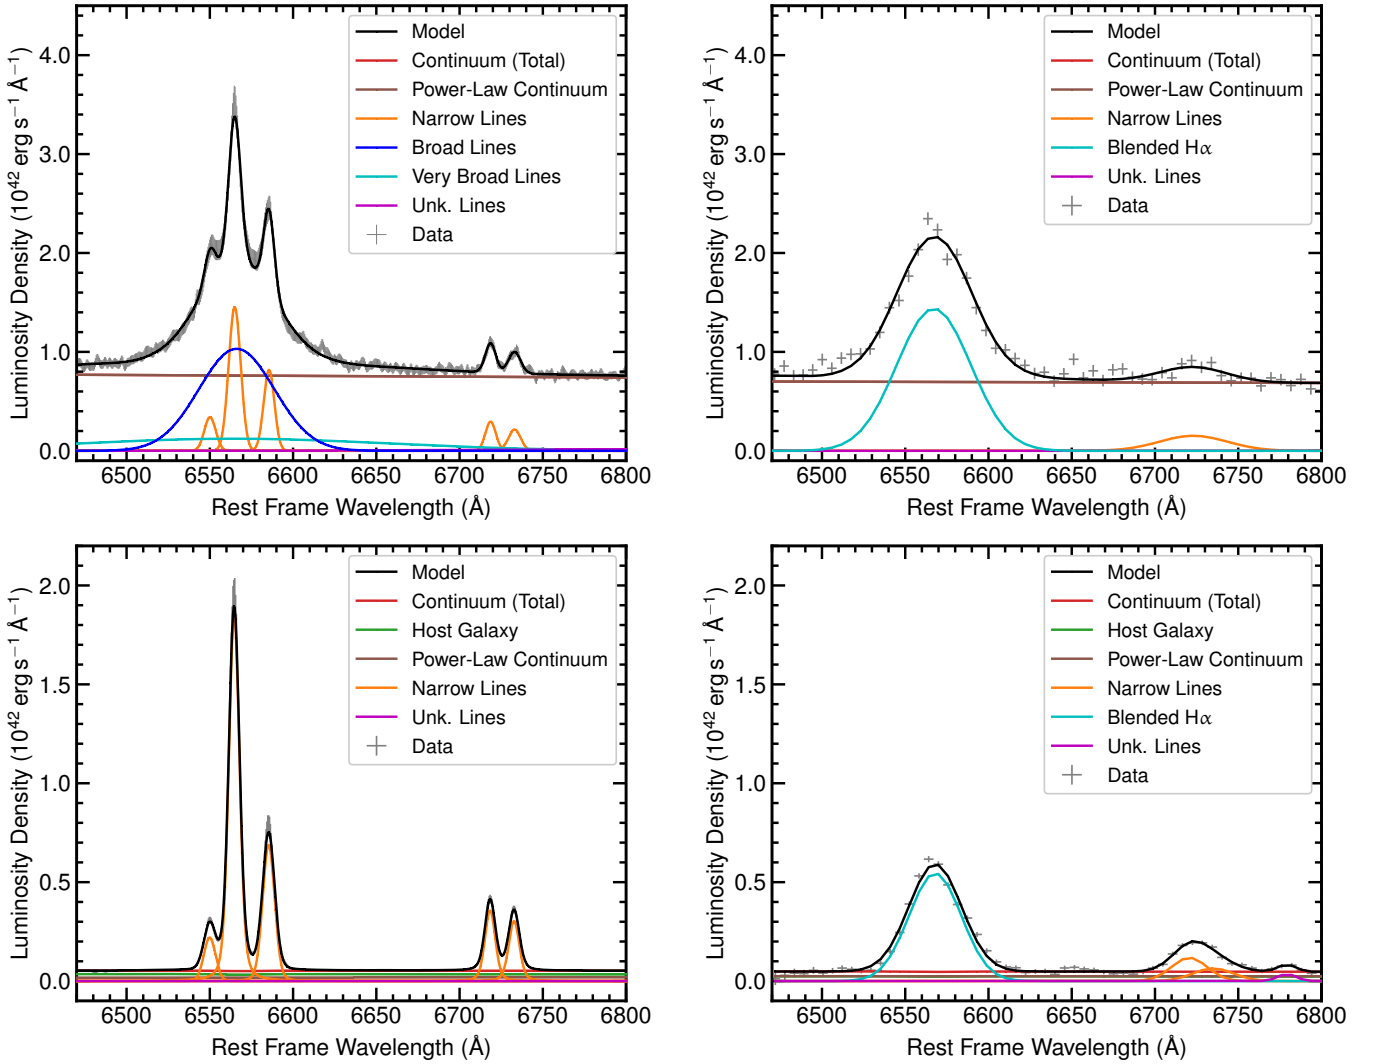 4.0
3.0
2.0
1.0
0.0
Luminosity Density (10⁴² erg s⁻¹ Å⁻¹)
Model
Continuum (Total)
Power-Law Continuum
Narrow Lines
Broad Lines
Very Broad Lines
Unk. Lines
Data
6500 6550 6600 6650 6700 6750 6800
Rest Frame Wavelength (Å)
4.0
3.0
2.0
1.0
0.0
Luminosity Density (10⁴² erg s⁻¹ Å⁻¹)
Model
Continuum (Total)
Power-Law Continuum
Narrow Lines
Blended Hα
Unk. Lines
Data
6500 6550 6600 6650 6700 6750 6800
Rest Frame Wavelength (Å)
2.0
1.5
1.0
0.5
0.0
Luminosity Density (10⁴² erg s⁻¹ Å⁻¹)
Model
Continuum (Total)
Host Galaxy
Power-Law Continuum
Narrow Lines
Unk. Lines
Data
6500 6550 6600 6650 6700 6750 6800
Rest Frame Wavelength (Å)
2.0
1.5
1.0
0.5
0.0
Luminosity Density (10⁴² erg s⁻¹ Å⁻¹)
Model
Continuum (Total)
Host Galaxy
Power-Law Continuum
Narrow Lines
Blended Hα
Unk. Lines
Data
6500 6550 6600 6650 6700 6750 6800
Rest Frame Wavelength (Å)